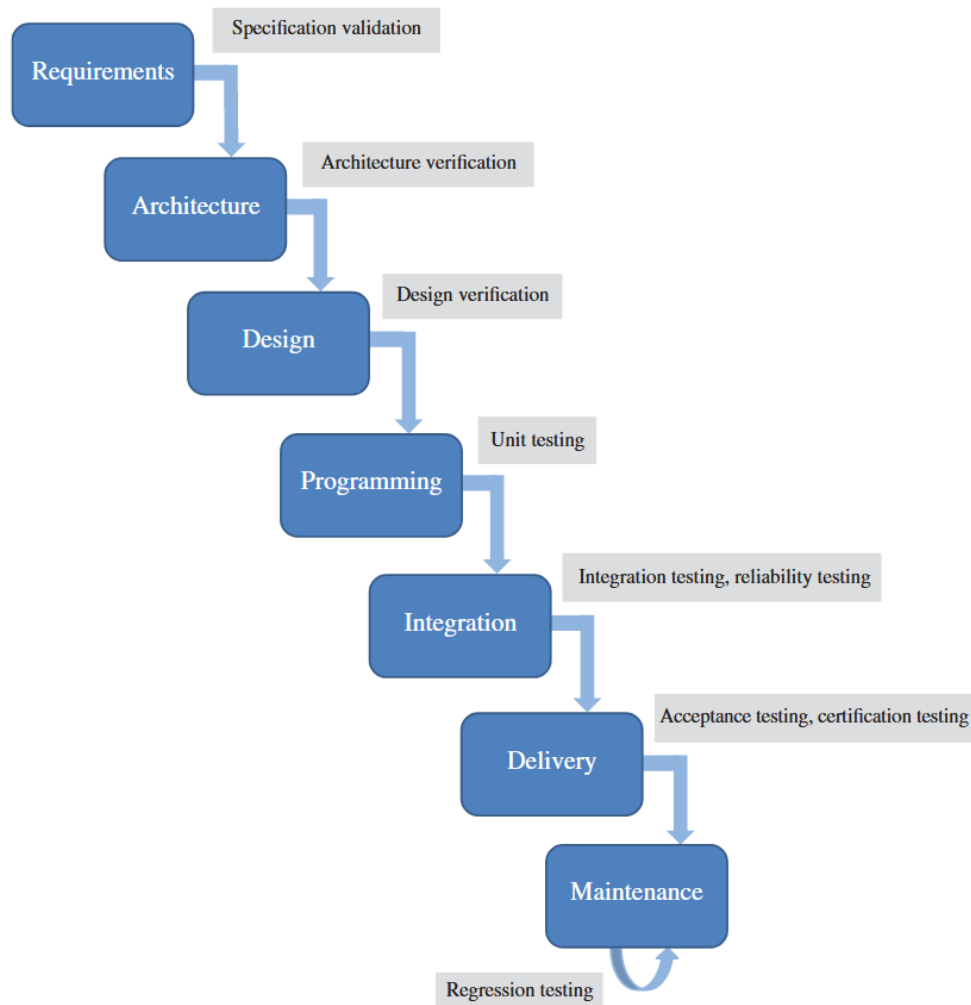 Specification validation
Requirements
Architecture verification
Architecture
Design verification
Design
Unit testing
Programming
Integration testing, reliability testing
Integration
Acceptance testing, certification testing
Delivery
Maintenance
Regression testing